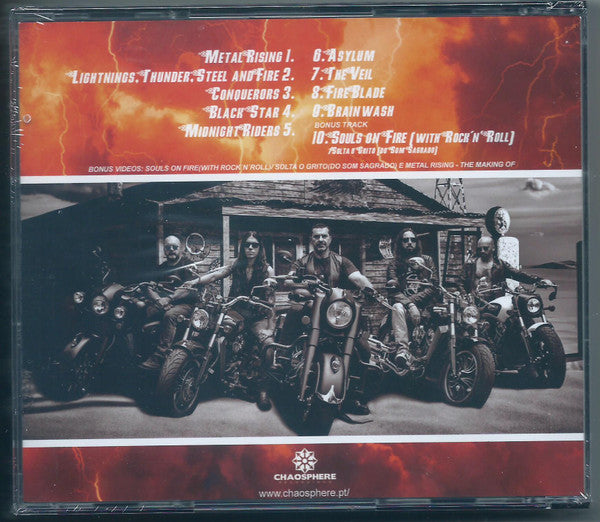 Metal Rising 1.
Lightnings, Thunder, Steel and Fire 2.
Conquerors 3.
Black Star 4.
Midnight Riders 5.
6. Asylum
7. The Veil
8. Fire Blade
9. Brainwash
BONUS TRACK
10. Souls on Fire (with Rock'n' Roll)
/Solta o Grito (do Som Sagrado)
BONUS VIDEOS: SOULS ON FIRE(WITH ROCK N'ROLL)/ SOLTA O GRITO(DO SOM SAGRADO) E METAL RISING - THE MAKING OF
CHAOSPHERE
RECORDINGS
www.chaosphere.pt/